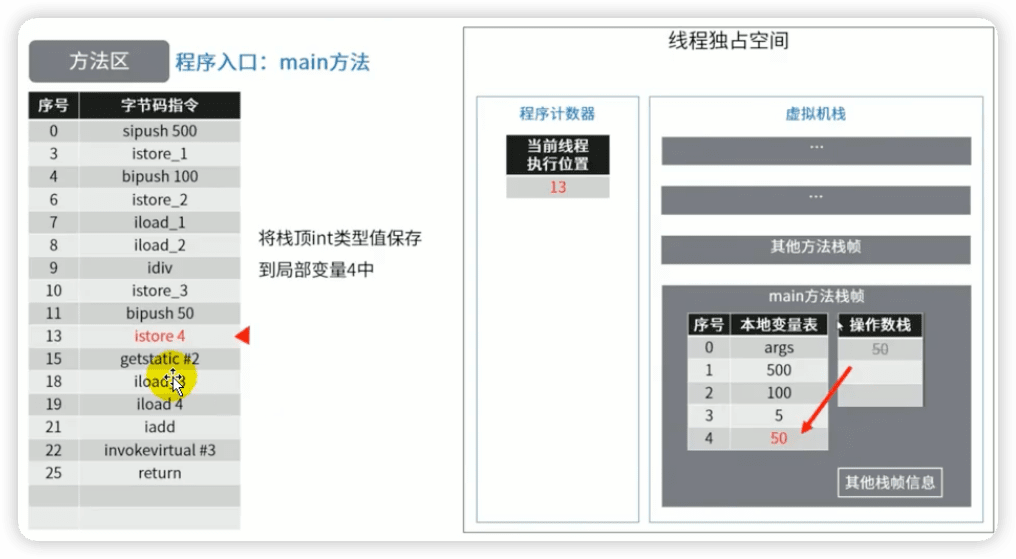 方法区 程序入口：main方法
序号 字节码指令
0 sipush 500
3 istore_1
4 bipush 100
6 istore_2
7 iload_1
8 iload_2
9 idiv
10 istore_3
11 bipush 50
13 istore 4
15 getstatic #2
18 iload_3
19 iload 4
21 iadd
22 invokevirtual #3
25 return
将栈顶int类型值保存
到局部变量4中
线程独占空间
程序计数器
当前线程
执行位置
13
虚拟机栈
...
...
其他方法栈帧
main方法栈帧
序号 本地变量表 操作数栈
0 args 50
1 500
2 100
3 5
4 50
其他栈帧信息